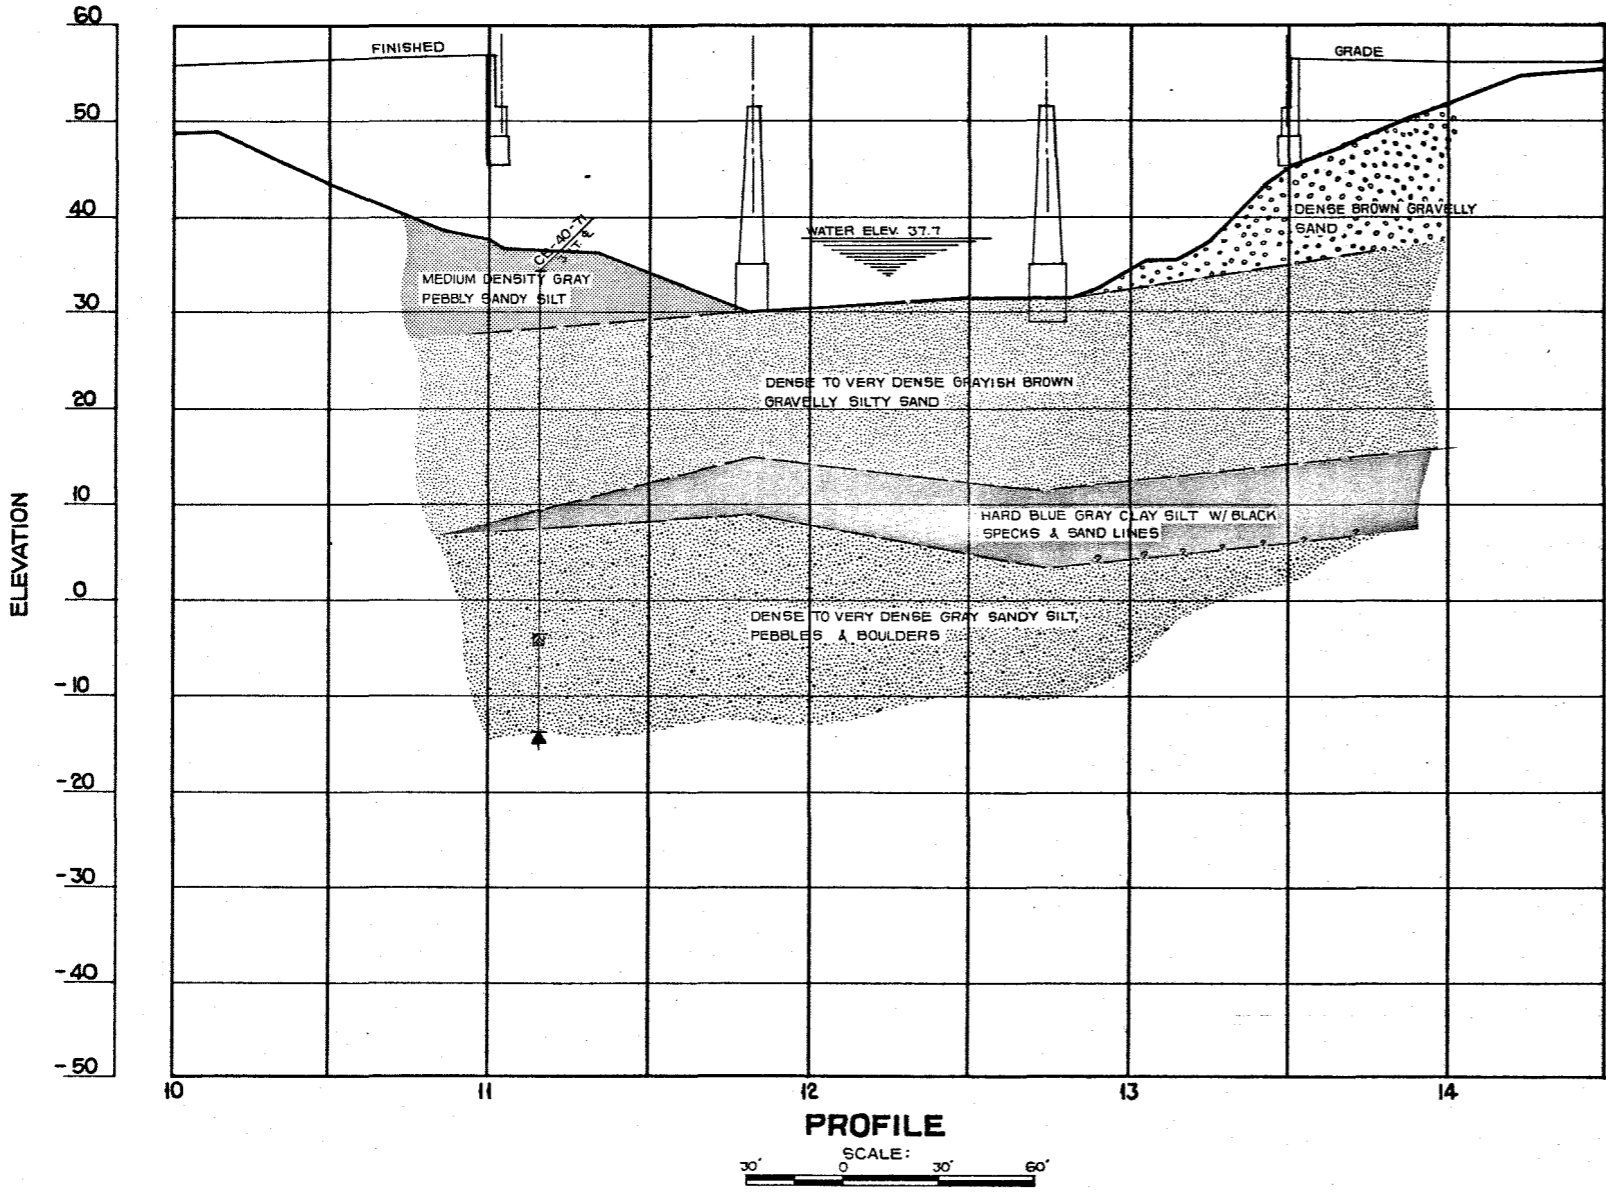 60
FINISHED
GRADE
50
40
CB-40-71
DENSE BROWN GRAVELLY
SAND
WATER ELEV. 37.7
MEDIUM DENSITY GRAY
PEBBLY SANDY SILT
30
DENSE TO VERY DENSE GRAYISH BROWN
GRAVELLY SILTY SAND
20
10
HARD BLUE GRAY CLAY SILT W/ BLACK
SPECKS & SAND LINES
? ? ? ? ? ? ?
ELEVATION
0
DENSE TO VERY DENSE GRAY SANDY SILT,
PEBBLES & BOULDERS
-10
-20
-30
-40
-50
10 11 12 13 14
PROFILE
SCALE:
30' 0 30' 60'